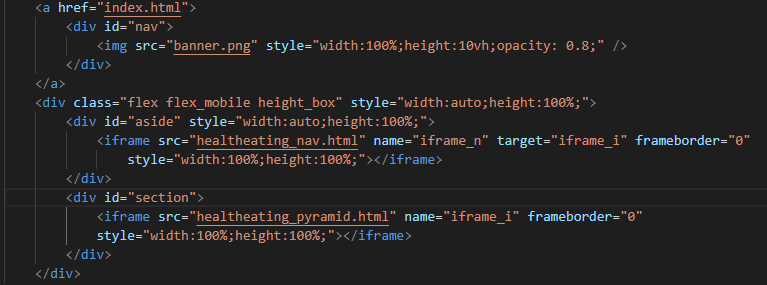 <a href="index.html">
<div id="nav">
<img src="banner.png" style="width:100%;height:10vh;opacity: 0.8;" />
</div>
</a>
<div class="flex flex_mobile height_box" style="width:auto;height:100%;">
<div id="aside" style="width:auto;height:100%;">
<iframe src="healtheating_nav.html" name="iframe_n" target="iframe_i" frameborder="0"
style="width:100%;height:100%;"></iframe>
</div>
<div id="section">
<iframe src="healtheating_pyramid.html" name="iframe_i" frameborder="0"
style="width:100%;height:100%;"></iframe>
</div>
</div>